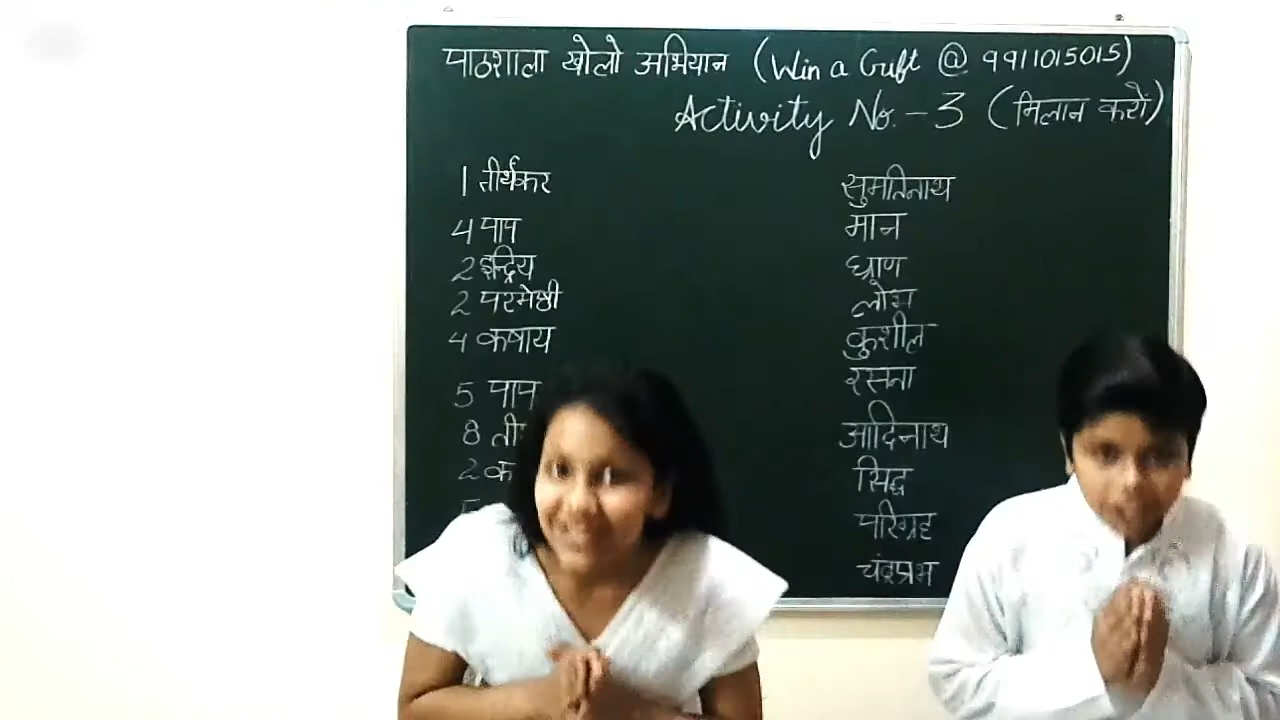 पाठशाला खोलो अभियान (Win a Gift @ 9911015015)
Activity No.-3 (मिलान करों)
1 तीर्थंकर
सुमतिनाथ
4 पाप
मान
2 इन्द्रिय
घ्राण
2 परमेष्ठी
लोभ
4 कषाय
कुशील
रसना
5 पाप
8
आदिनाथ
2
सिद्ध
परिग्रह
चंद्रप्रभ